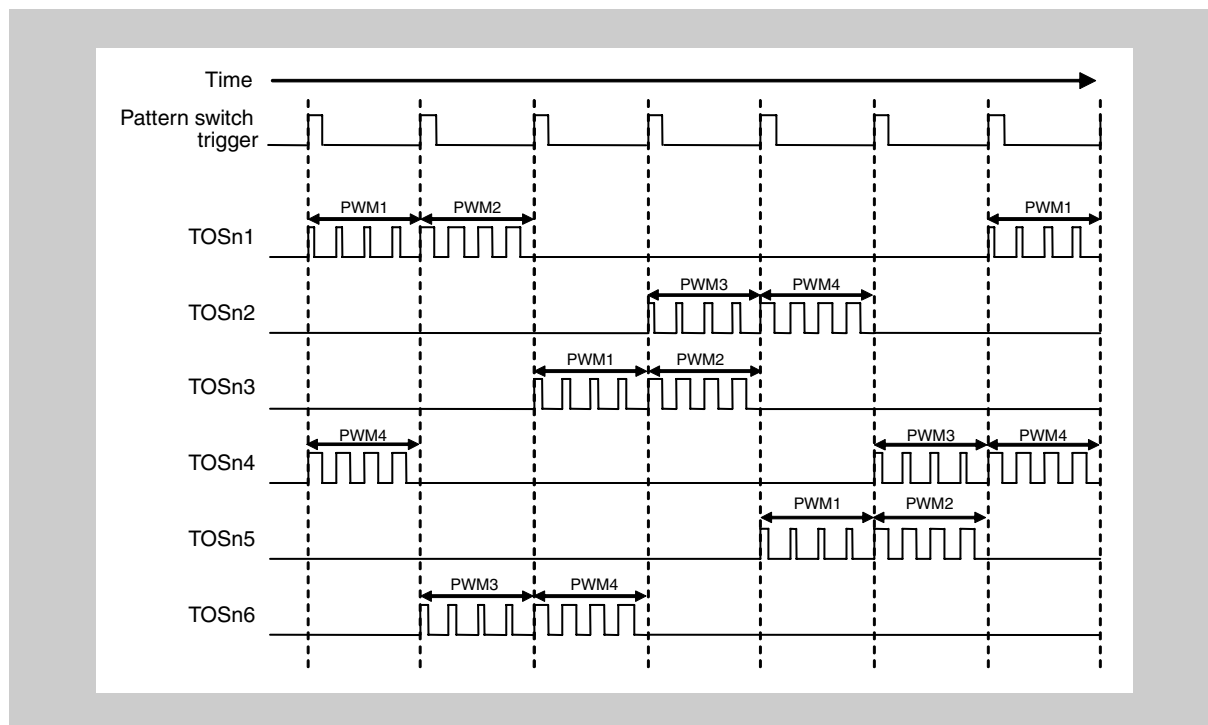 Time
Pattern switch
trigger
PWM1 PWM2 PWM1
TOSn1
PWM3 PWM4
TOSn2
PWM1 PWM2
TOSn3
PWM4 PWM3 PWM4
TOSn4
PWM1 PWM2
TOSn5
PWM3 PWM4
TOSn6